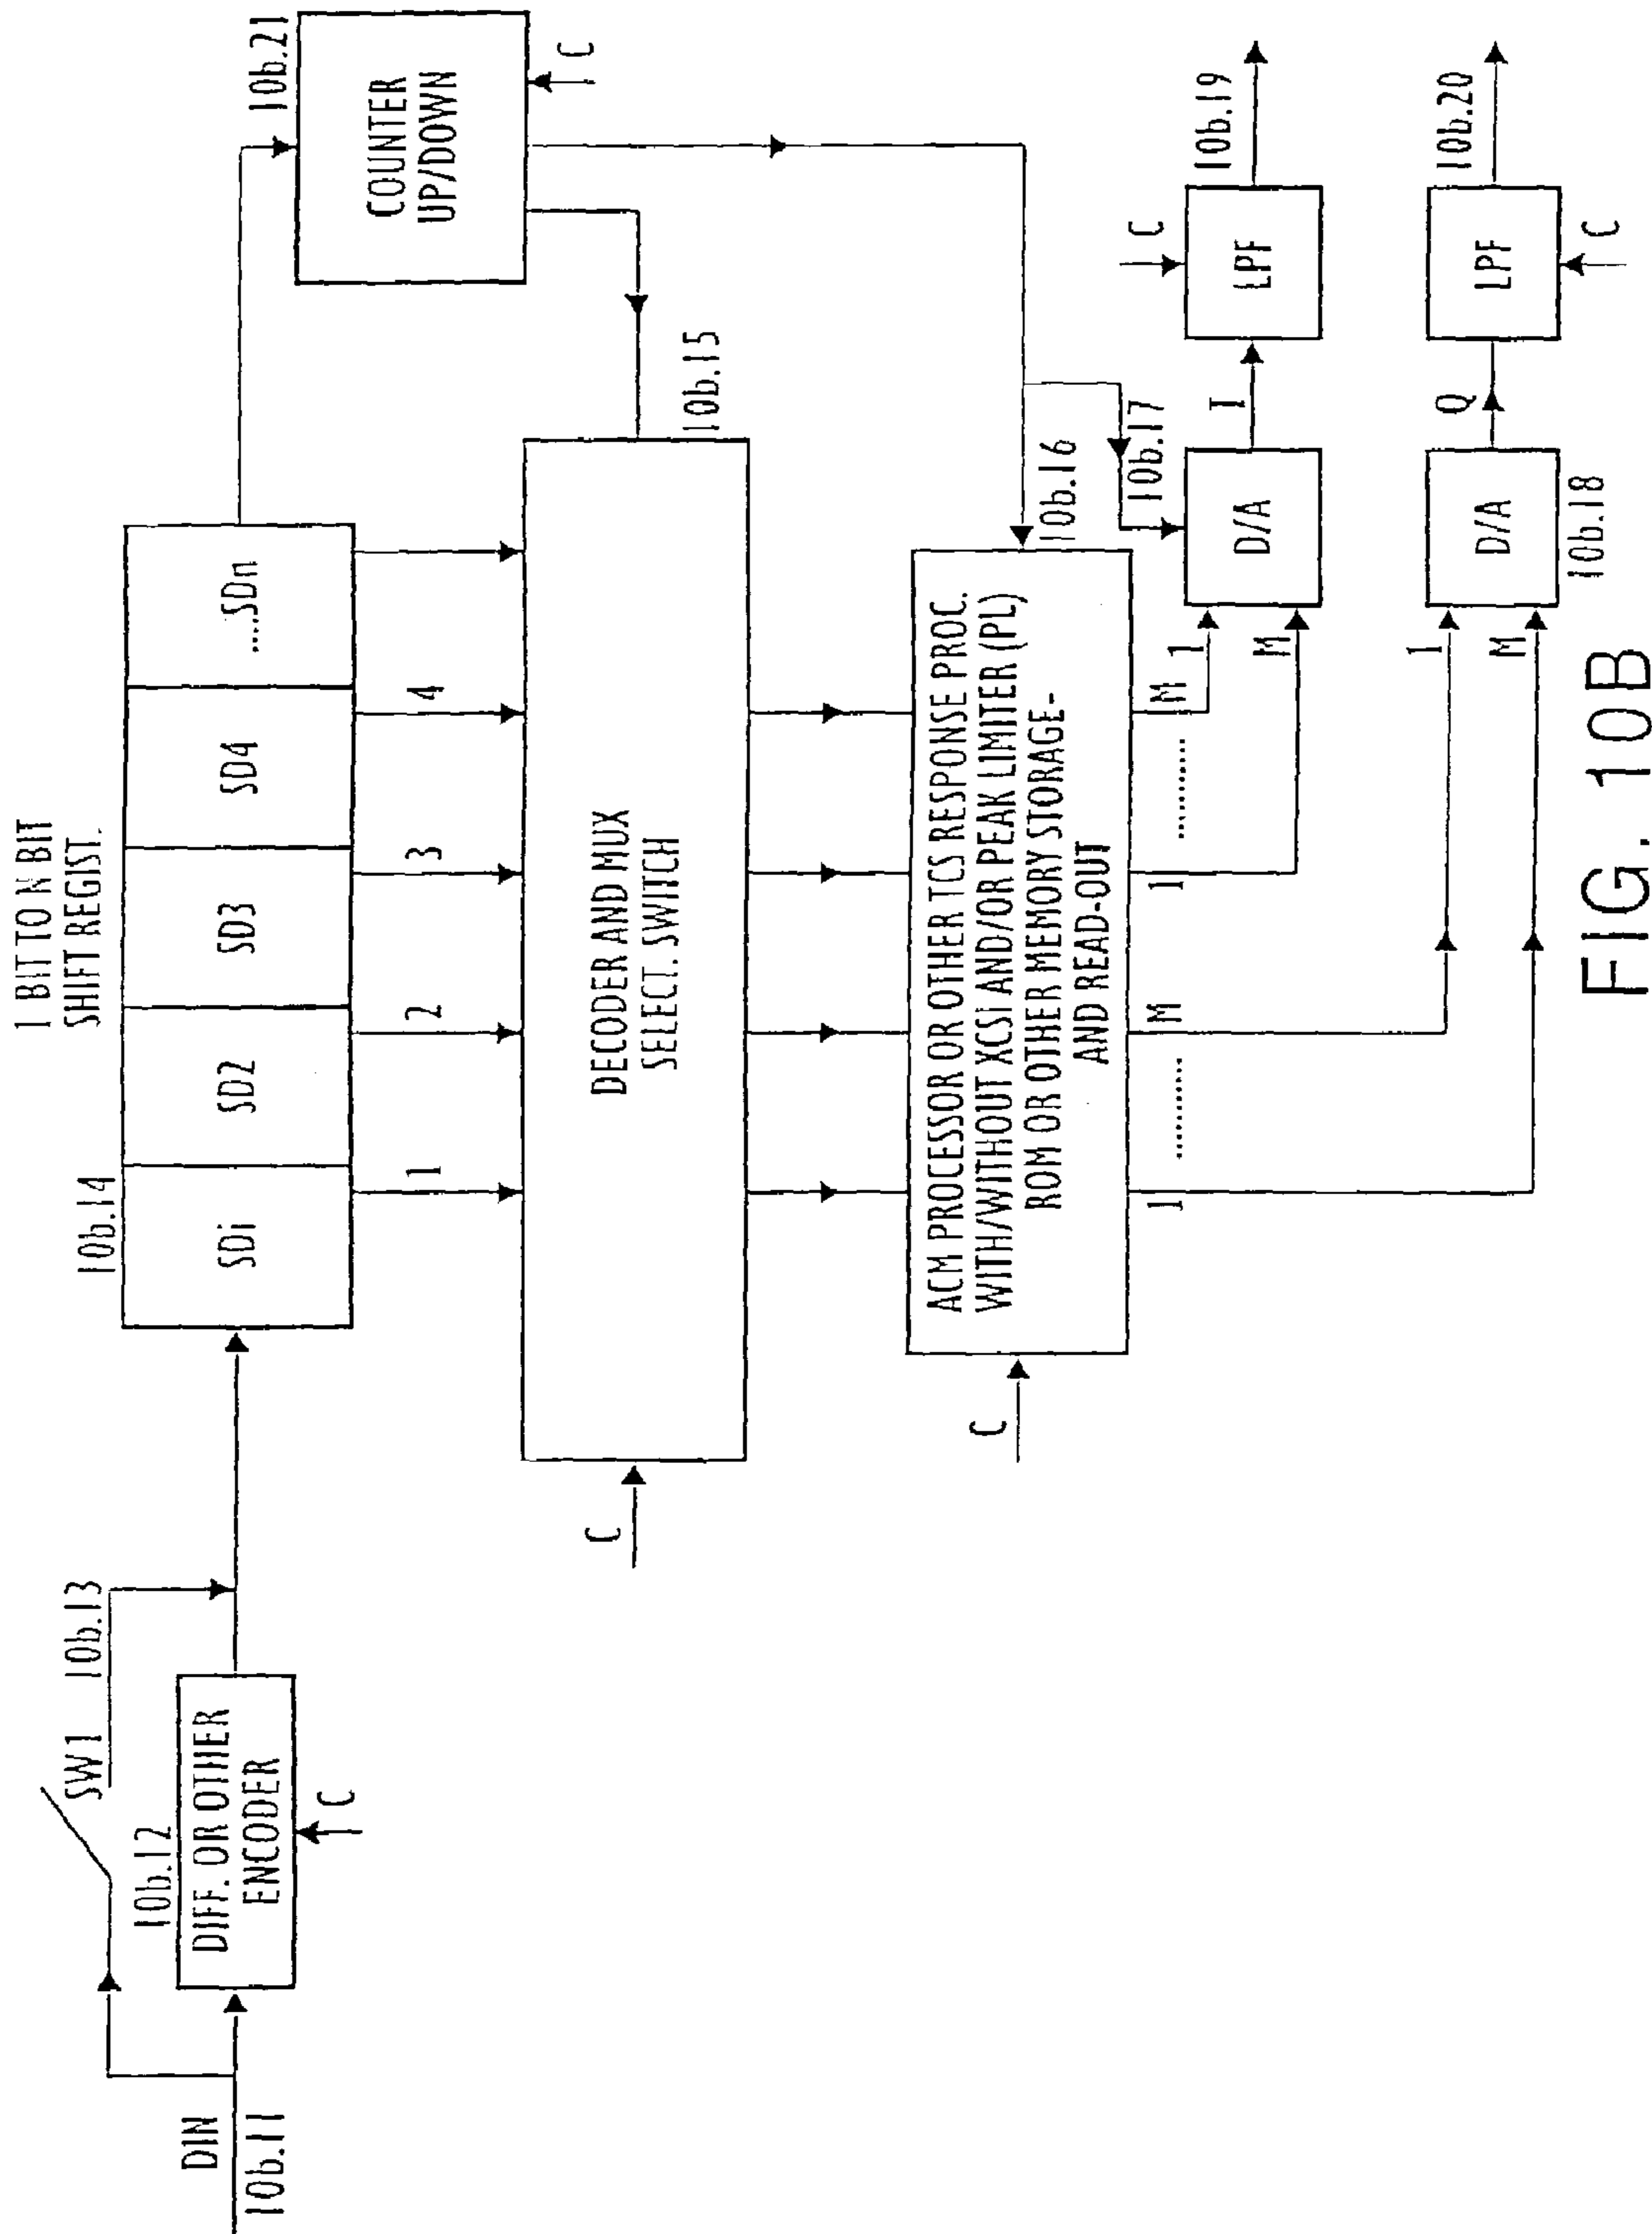 1 BIT TO N BIT
SHIFT REGIST.
10b.14
SDi
SD2
SD3
SD4
.....SDn
10b.21
COUNTER
UP/DOWN
C
SW1
10b.13
10b.12
DIFF. OR OTHER
ENCODER
C
DIN
10b.11
1
2
3
4
10b.15
DECODER AND MUX
SELECT. SWITCH
C
10b.16
ACM PROCESSOR OR OTHER TCS RESPONSE PROC.
WITH/WITHOUT XCSi AND/OR PEAK LIMITER (PL)
ROM OR OTHER MEMORY STORAGE-
AND READ-OUT
C
1
..........
M
1
..........
M
10b.17
1
M
D/A
I
C
LPF
10b.19
1
M
D/A
10b.18
Q
LPF
C
10b.20
FIG. 10B